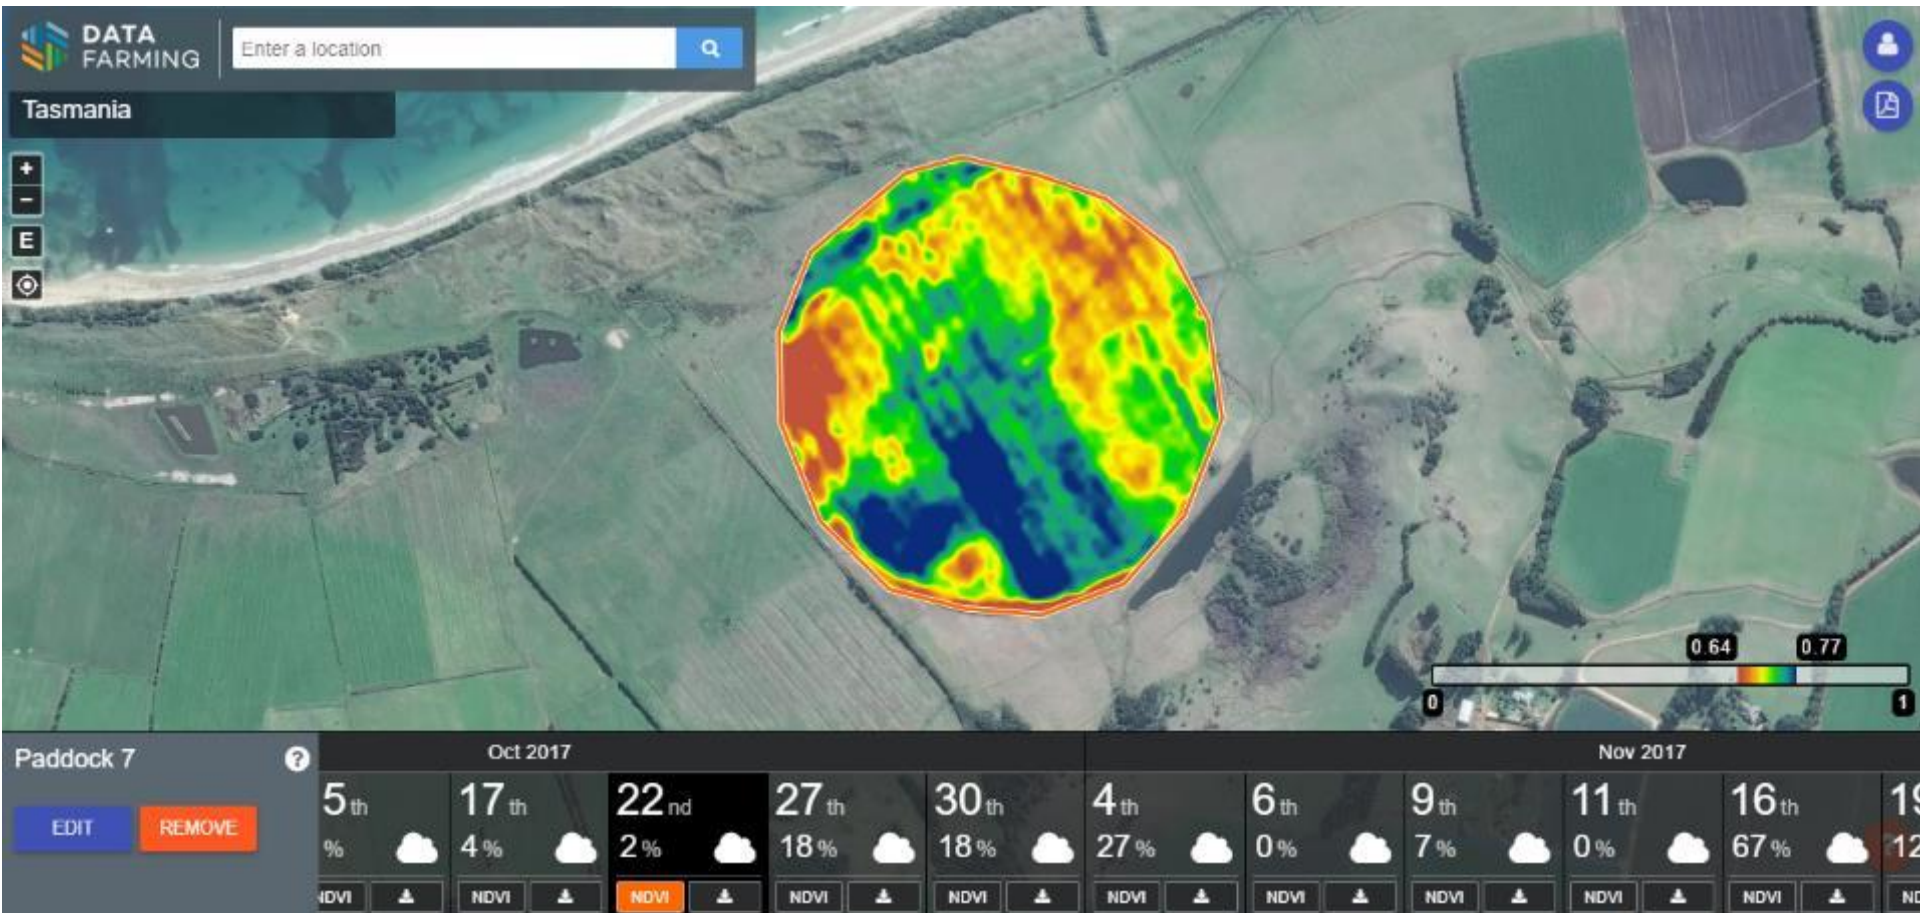 DATA
FARMING
Enter a location
Tasmania
+
−
E
0.64 0.77
0 1
Paddock 7 ?
EDIT REMOVE
Oct 2017 Nov 2017
5th 17th 22nd 27th 30th 4th 6th 9th 11th 16th 19
% 4% 2% 18% 18% 27% 0% 7% 0% 67% 12
NDVI NDVI NDVI NDVI NDVI NDVI NDVI NDVI NDVI